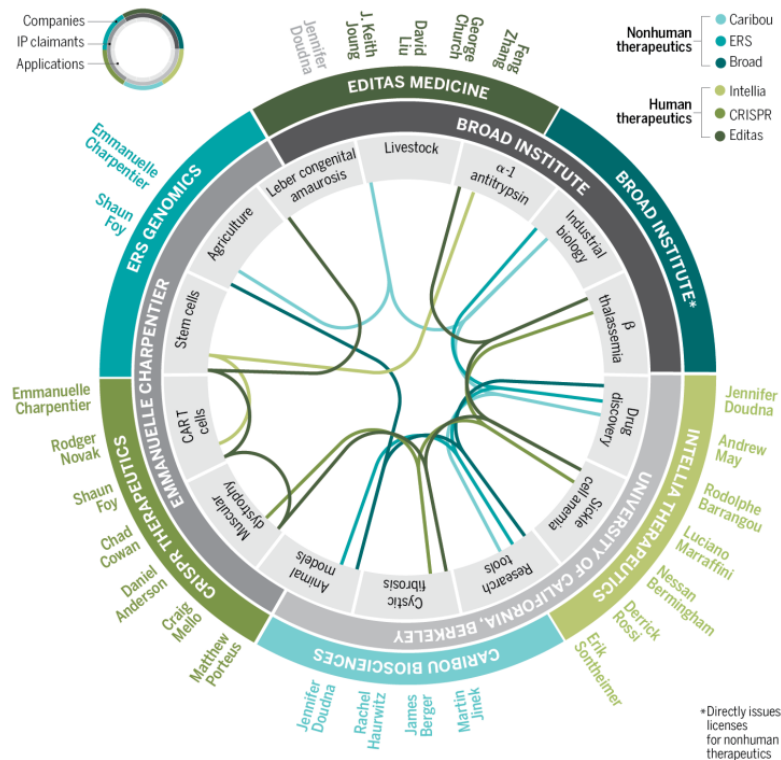 Companies
IP claimants
Applications
Nonhuman
therapeutics
Caribou
ERS
Broad
Human
therapeutics
Intellia
CRISPR
Editas
Jennifer
Doudna
J. Keith
Joung
David
Liu
George
Church
Feng
Zhang
EDITAS MEDICINE
BROAD INSTITUTE
BROAD INSTITUTE*
Emmanuelle
Charpentier
Shaun
Foy
ERS GENOMICS
EMMANUELLE CHARPENTIER
Leber congenital
amaurosis
Livestock
α-1
antitrypsin
Industrial
biology
β
thalassemia
Drug
discovery
Sickle
cell anemia
Research
tools
Cystic
fibrosis
Animal
models
Muscular
dystrophy
CAR T
cells
Stem cells
Agriculture
Emmanuelle
Charpentier
Rodger
Novak
Shaun
Foy
Chad
Cowan
Daniel
Anderson
Craig
Mello
Matthew
Porteus
CRISPR THERAPEUTICS
UNIVERSITY OF CALIFORNIA, BERKELEY
CARIBOU BIOSCIENCES
Jennifer
Doudna
Rachel
Haurwitz
James
Berger
Martin
Jinek
INTELLIA THERAPEUTICS
Jennifer
Doudna
Andrew
May
Rodolphe
Barrangou
Luciano
Marraffini
Nessan
Bermingham
Derrick
Rossi
Erik
Sontheimer
*Directly issues
licenses
for nonhuman
therapeutics